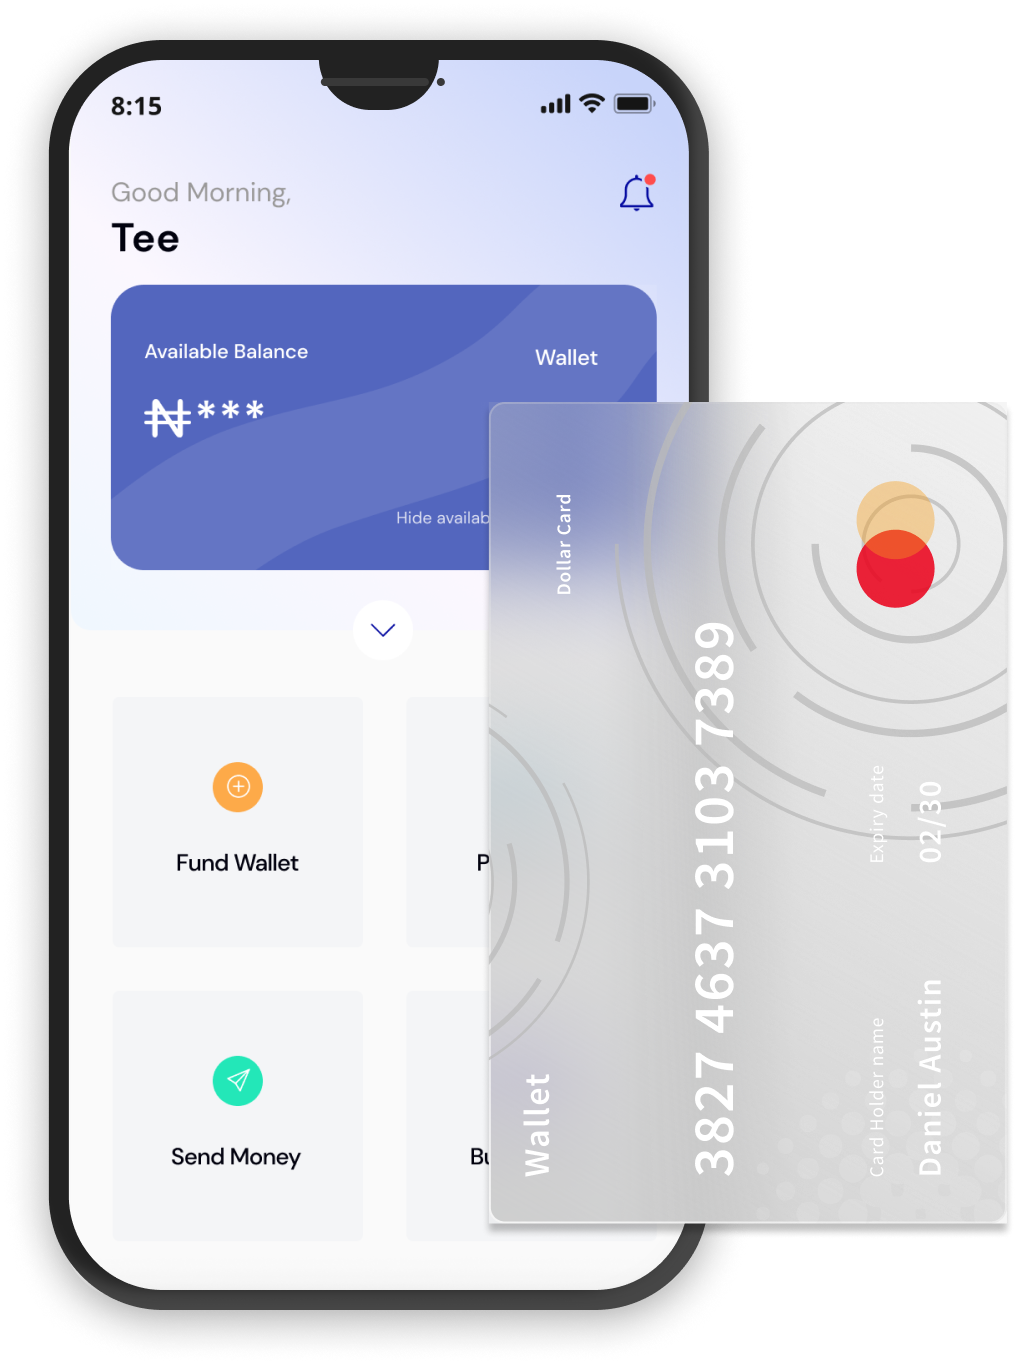 8:15
Good Morning,
Tee
Available Balance
Wallet
₦***
Hide availab
Fund Wallet
P
Send Money
Bu
Dollar Card
3827 4637 3103 7389
Expiry date
02/30
Card Holder name
Daniel Austin
Wallet